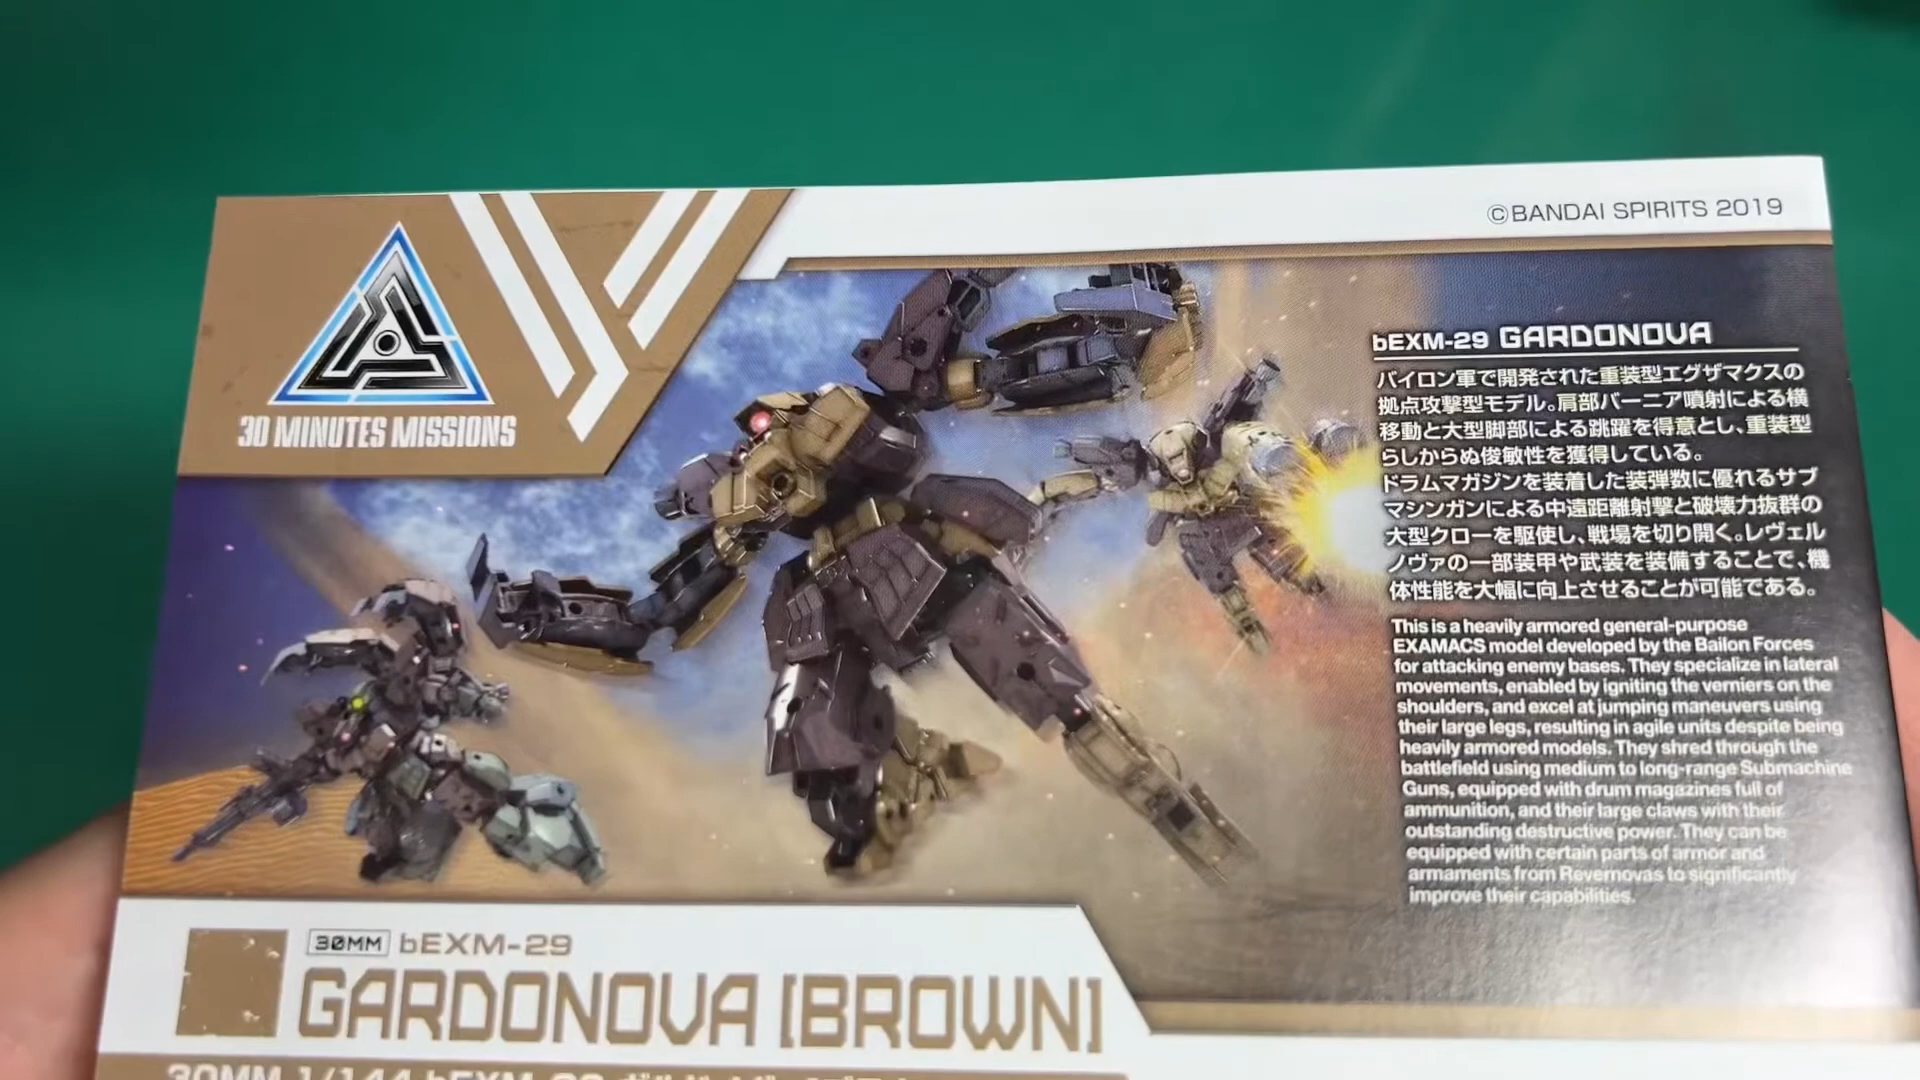 ©BANDAI SPIRITS 2019
30 MINUTES MISSIONS
bEXM-29 GARDONOVA
バイロン軍で開発された重装型エグザマクスの
拠点攻撃型モデル。肩部バーニア噴射による横
移動と大型脚部による跳躍を得意とし、重装型
らしからぬ俊敏性を獲得している。
ドラムマガジンを装着した装弾数に優れるサブ
マシンガンによる中遠距離射撃と破壊力抜群の
大型クローを駆使し、戦場を切り開く。レヴェル
ノヴァの一部装甲や武装を装備することで、機
体性能を大幅に向上させることが可能である。
This is a heavily armored general-purpose
EXAMACS model developed by the Bailon Forces
for attacking enemy bases. They specialize in lateral
movements, enabled by igniting the verniers on the
shoulders, and excel at jumping maneuvers using
their large legs, resulting in agile units despite being
heavily armored models. They shred through the
battlefield using medium to long-range Submachine
Guns, equipped with drum magazines full of
ammunition, and their large claws with their
outstanding destructive power. They can be
equipped with certain parts of armor and
armaments from Revernovas to significantly
improve their capabilities.
30MM bEXM-29
GARDONOVA [BROWN]
30MM 1/144 bEXM-29